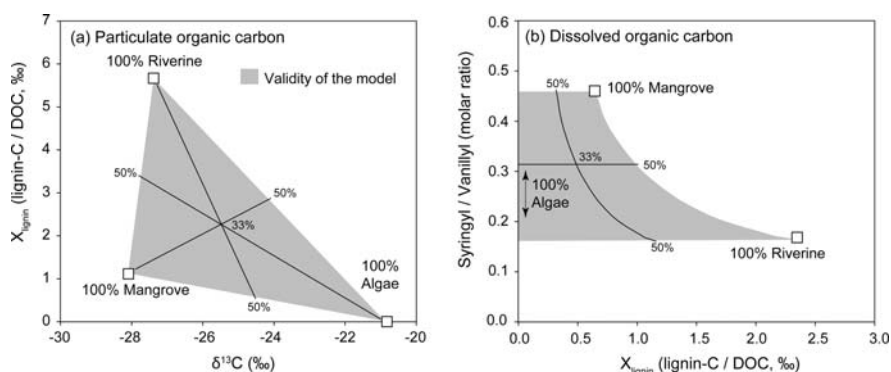 (a) Particulate organic carbon
100% Riverine
Validity of the model
50%
50%
33%
100%
Algae
100% Mangrove
50%
7
6
5
4
3
2
1
0
X lignin (lignin-C / DOC, ‰)
-30
-28
-26
-24
-22
-20
δ13C (‰)
(b) Dissolved organic carbon
50%
100% Mangrove
33%
50%
100%
Algae
50%
100% Riverine
0.6
0.5
0.4
0.3
0.2
0.1
0.0
Syringyl / Vanillyl (molar ratio)
0.0
0.5
1.0
1.5
2.0
2.5
3.0
X lignin (lignin-C / DOC, ‰)